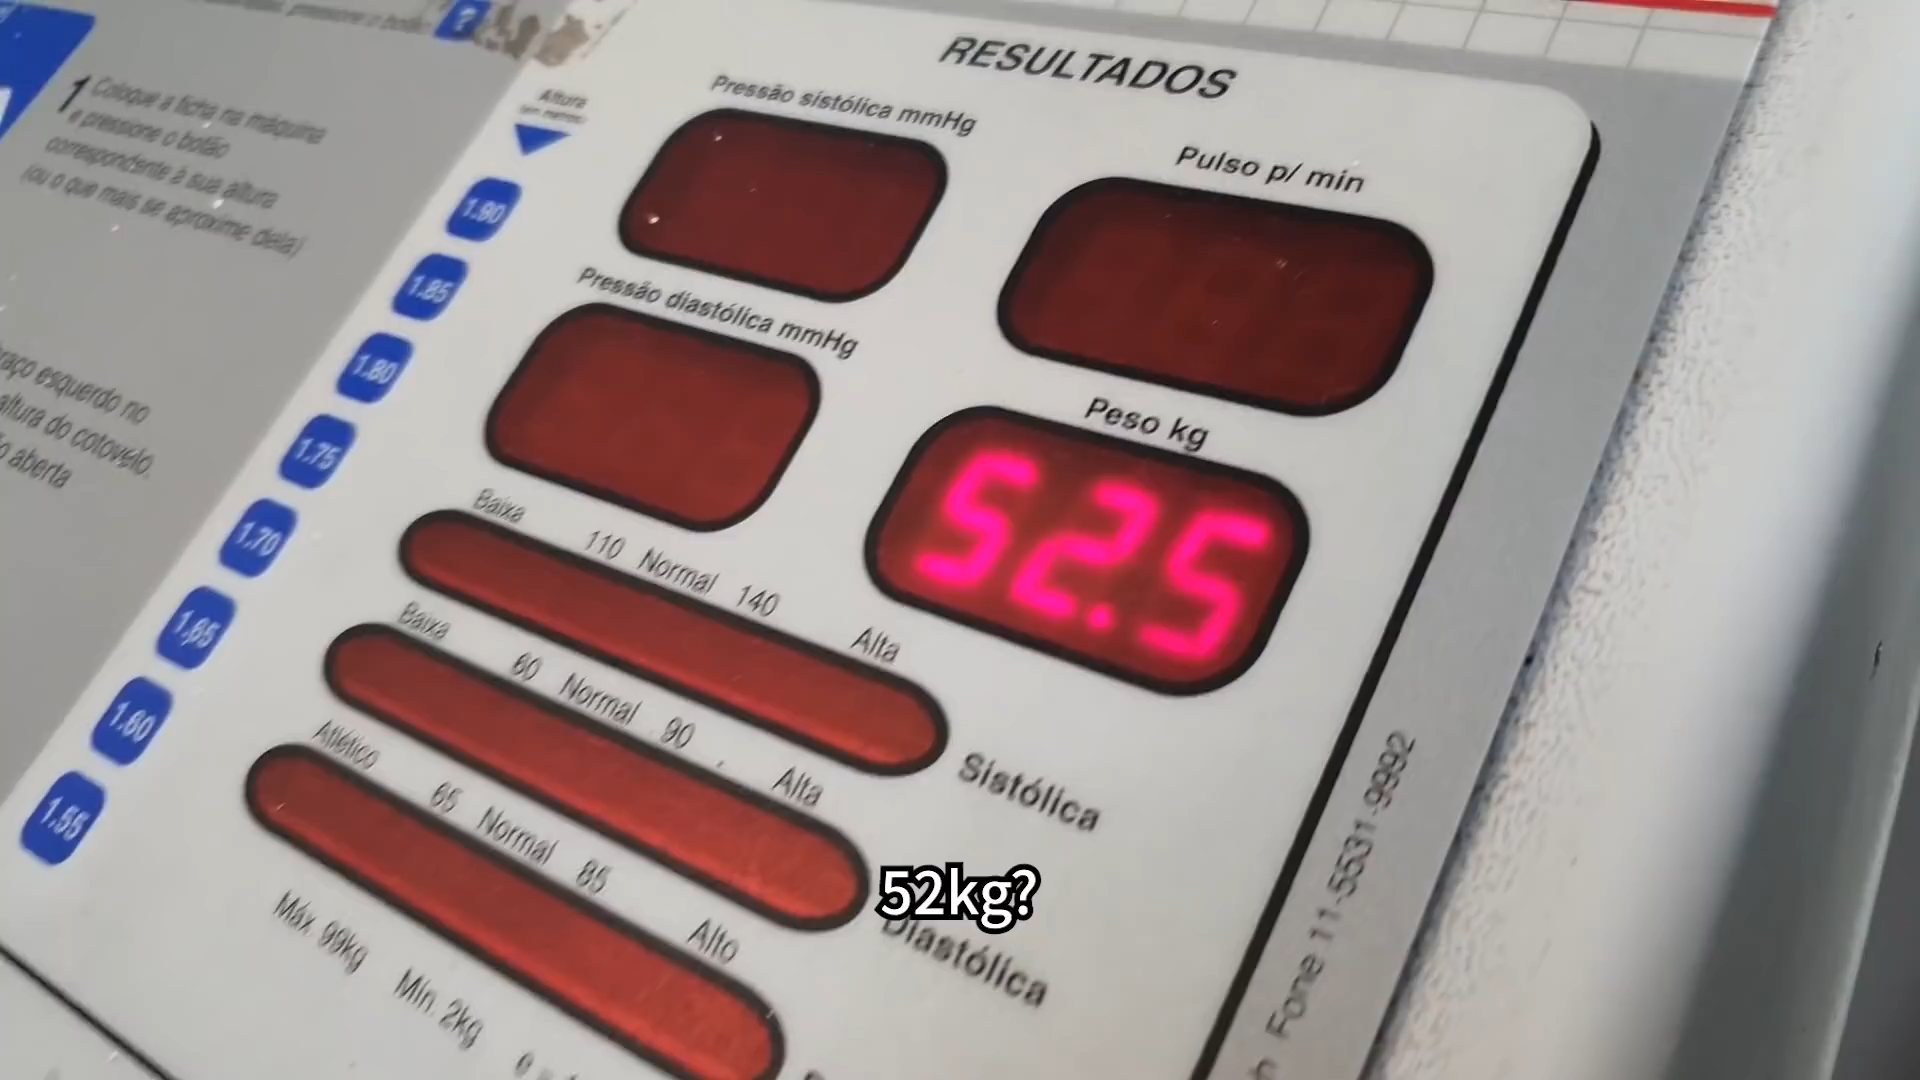 ?
1 Coloque a ficha na máquina
e pressione o botão
correspondente à sua altura
(ou o que mais se aproxime dela)
esquerdo no
altura do cotovelo.
aberta
RESULTADOS
Altura
Pressão sistólica mmHg
Pulso p/ min
Pressão diastólica mmHg
Peso kg
52.5
1.90
1.85
1.80
1.75
1.70
1.65
1.60
1.55
Baixa 110 Normal 140 Alta
Sistólica
Baixa 60 Normal 90 Alta
Diastólica
Atlético 65 Normal 85 Alto
Máx 99kg Mín. 2kg
Fone 11-5531-9992
52kg?